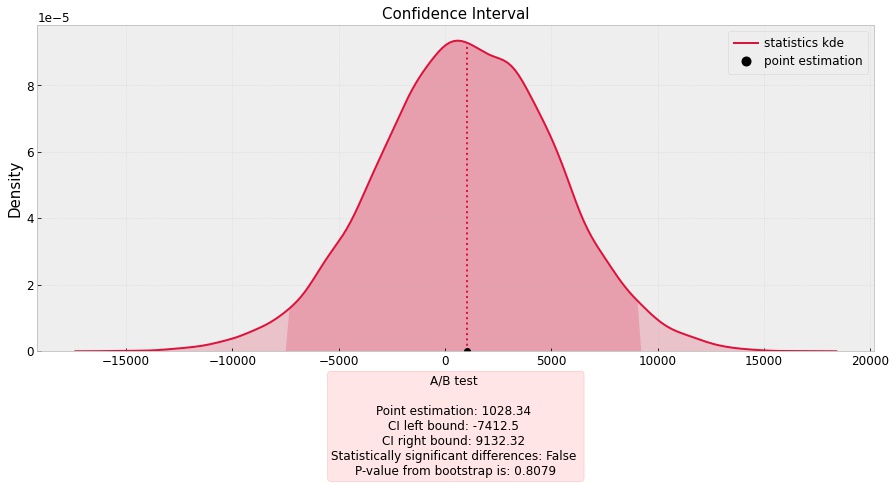 Confidence Interval
1e−5
statistics kde
point estimation
Density
8
6
4
2
0
−15000 −10000 −5000 0 5000 10000 15000 20000
A/B test
Point estimation: 1028.34
CI left bound: -7412.5
CI right bound: 9132.32
Statistically significant differences: False
P-value from bootstrap is: 0.8079